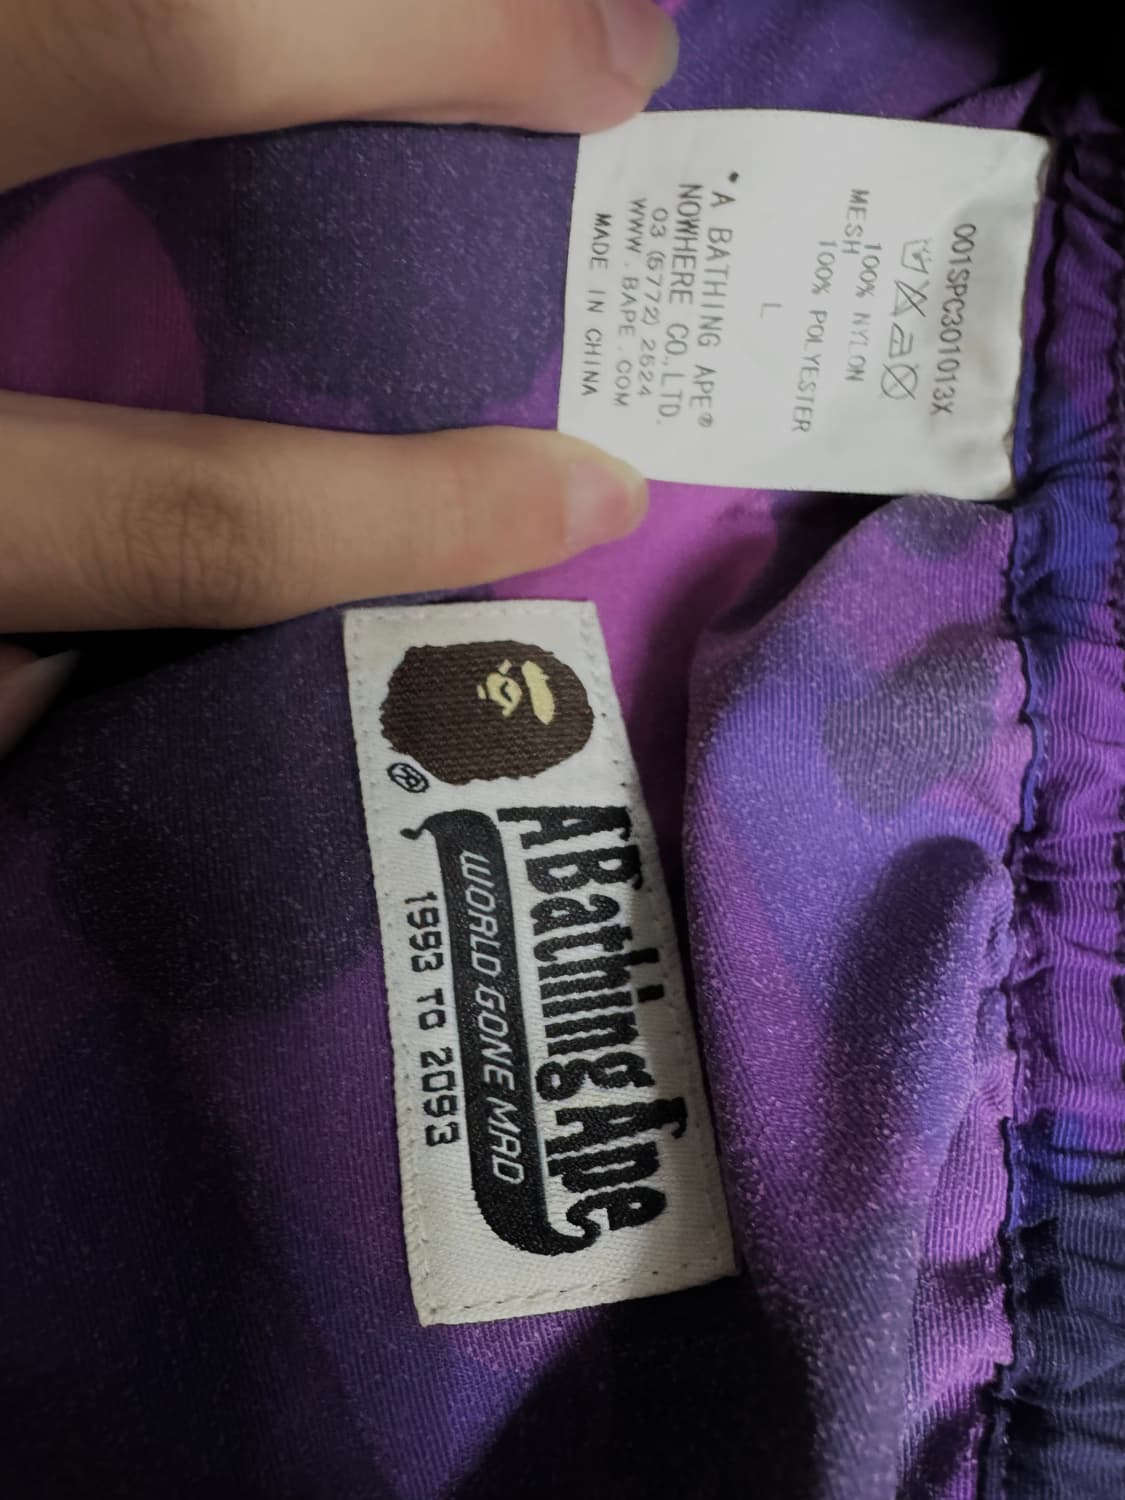 001SPC301013X
100% NYLON
MESH
100% POLYESTER
L
•A BATHING APE®
NOWHERE CO.,LTD.
03 (5772) 2524
WWW.BAPE.COM
MADE IN CHINA
ABathing Ape
WORLD GONE MAD
1993 TO 2093
®